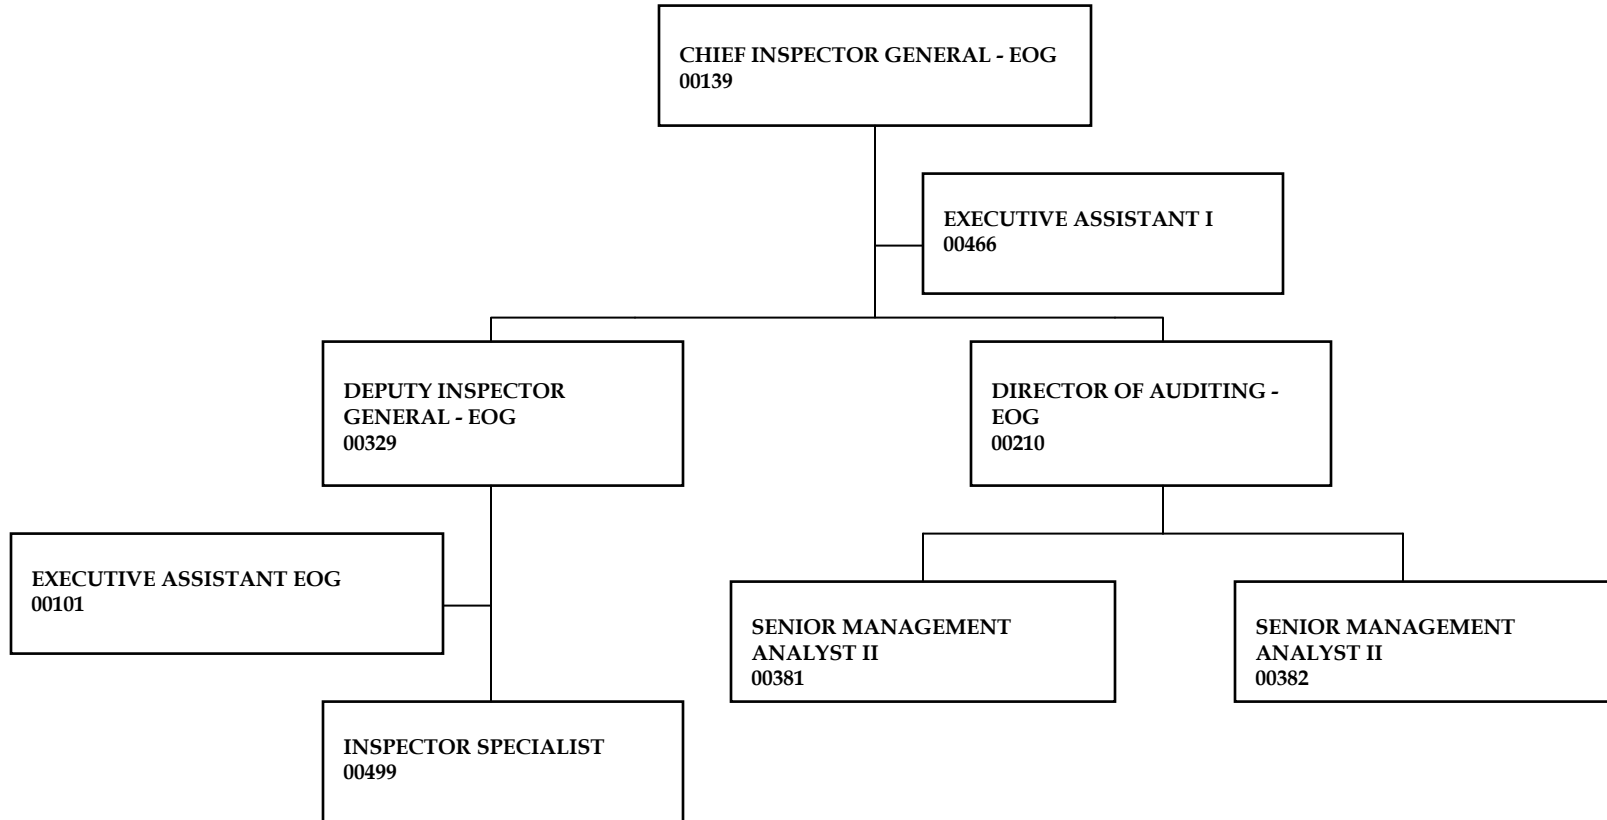 CHIEF INSPECTOR GENERAL - EOG
00139
EXECUTIVE ASSISTANT I
00466
DEPUTY INSPECTOR
GENERAL - EOG
00329
DIRECTOR OF AUDITING -
EOG
00210
EXECUTIVE ASSISTANT EOG
00101
SENIOR MANAGEMENT
ANALYST II
00381
SENIOR MANAGEMENT
ANALYST II
00382
INSPECTOR SPECIALIST
00499